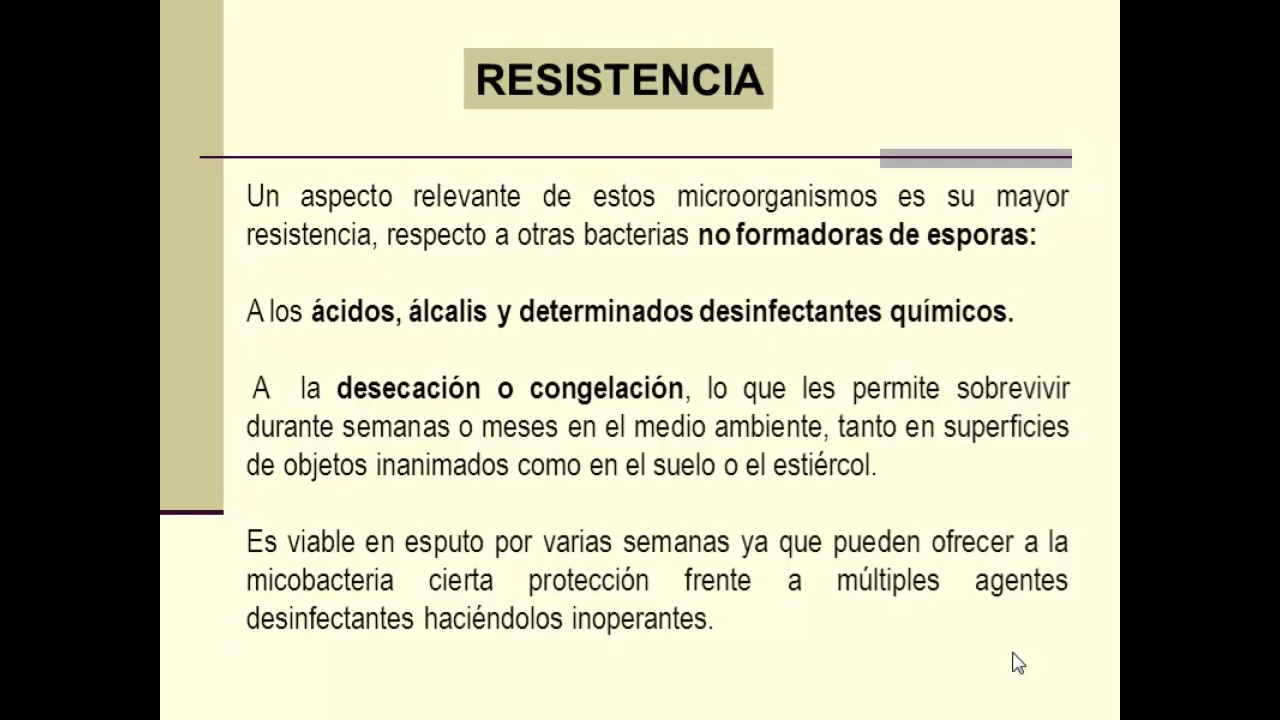 RESISTENCIA
Un aspecto relevante de estos microorganismos es su mayor
resistencia, respecto a otras bacterias no formadoras de esporas:
A los ácidos, álcalis y determinados desinfectantes químicos.
A la desecación o congelación, lo que les permite sobrevivir
durante semanas o meses en el medio ambiente, tanto en superficies
de objetos inanimados como en el suelo o el estiércol.
Es viable en esputo por varias semanas ya que pueden ofrecer a la
micobacteria cierta protección frente a múltiples agentes
desinfectantes haciéndolos inoperantes.